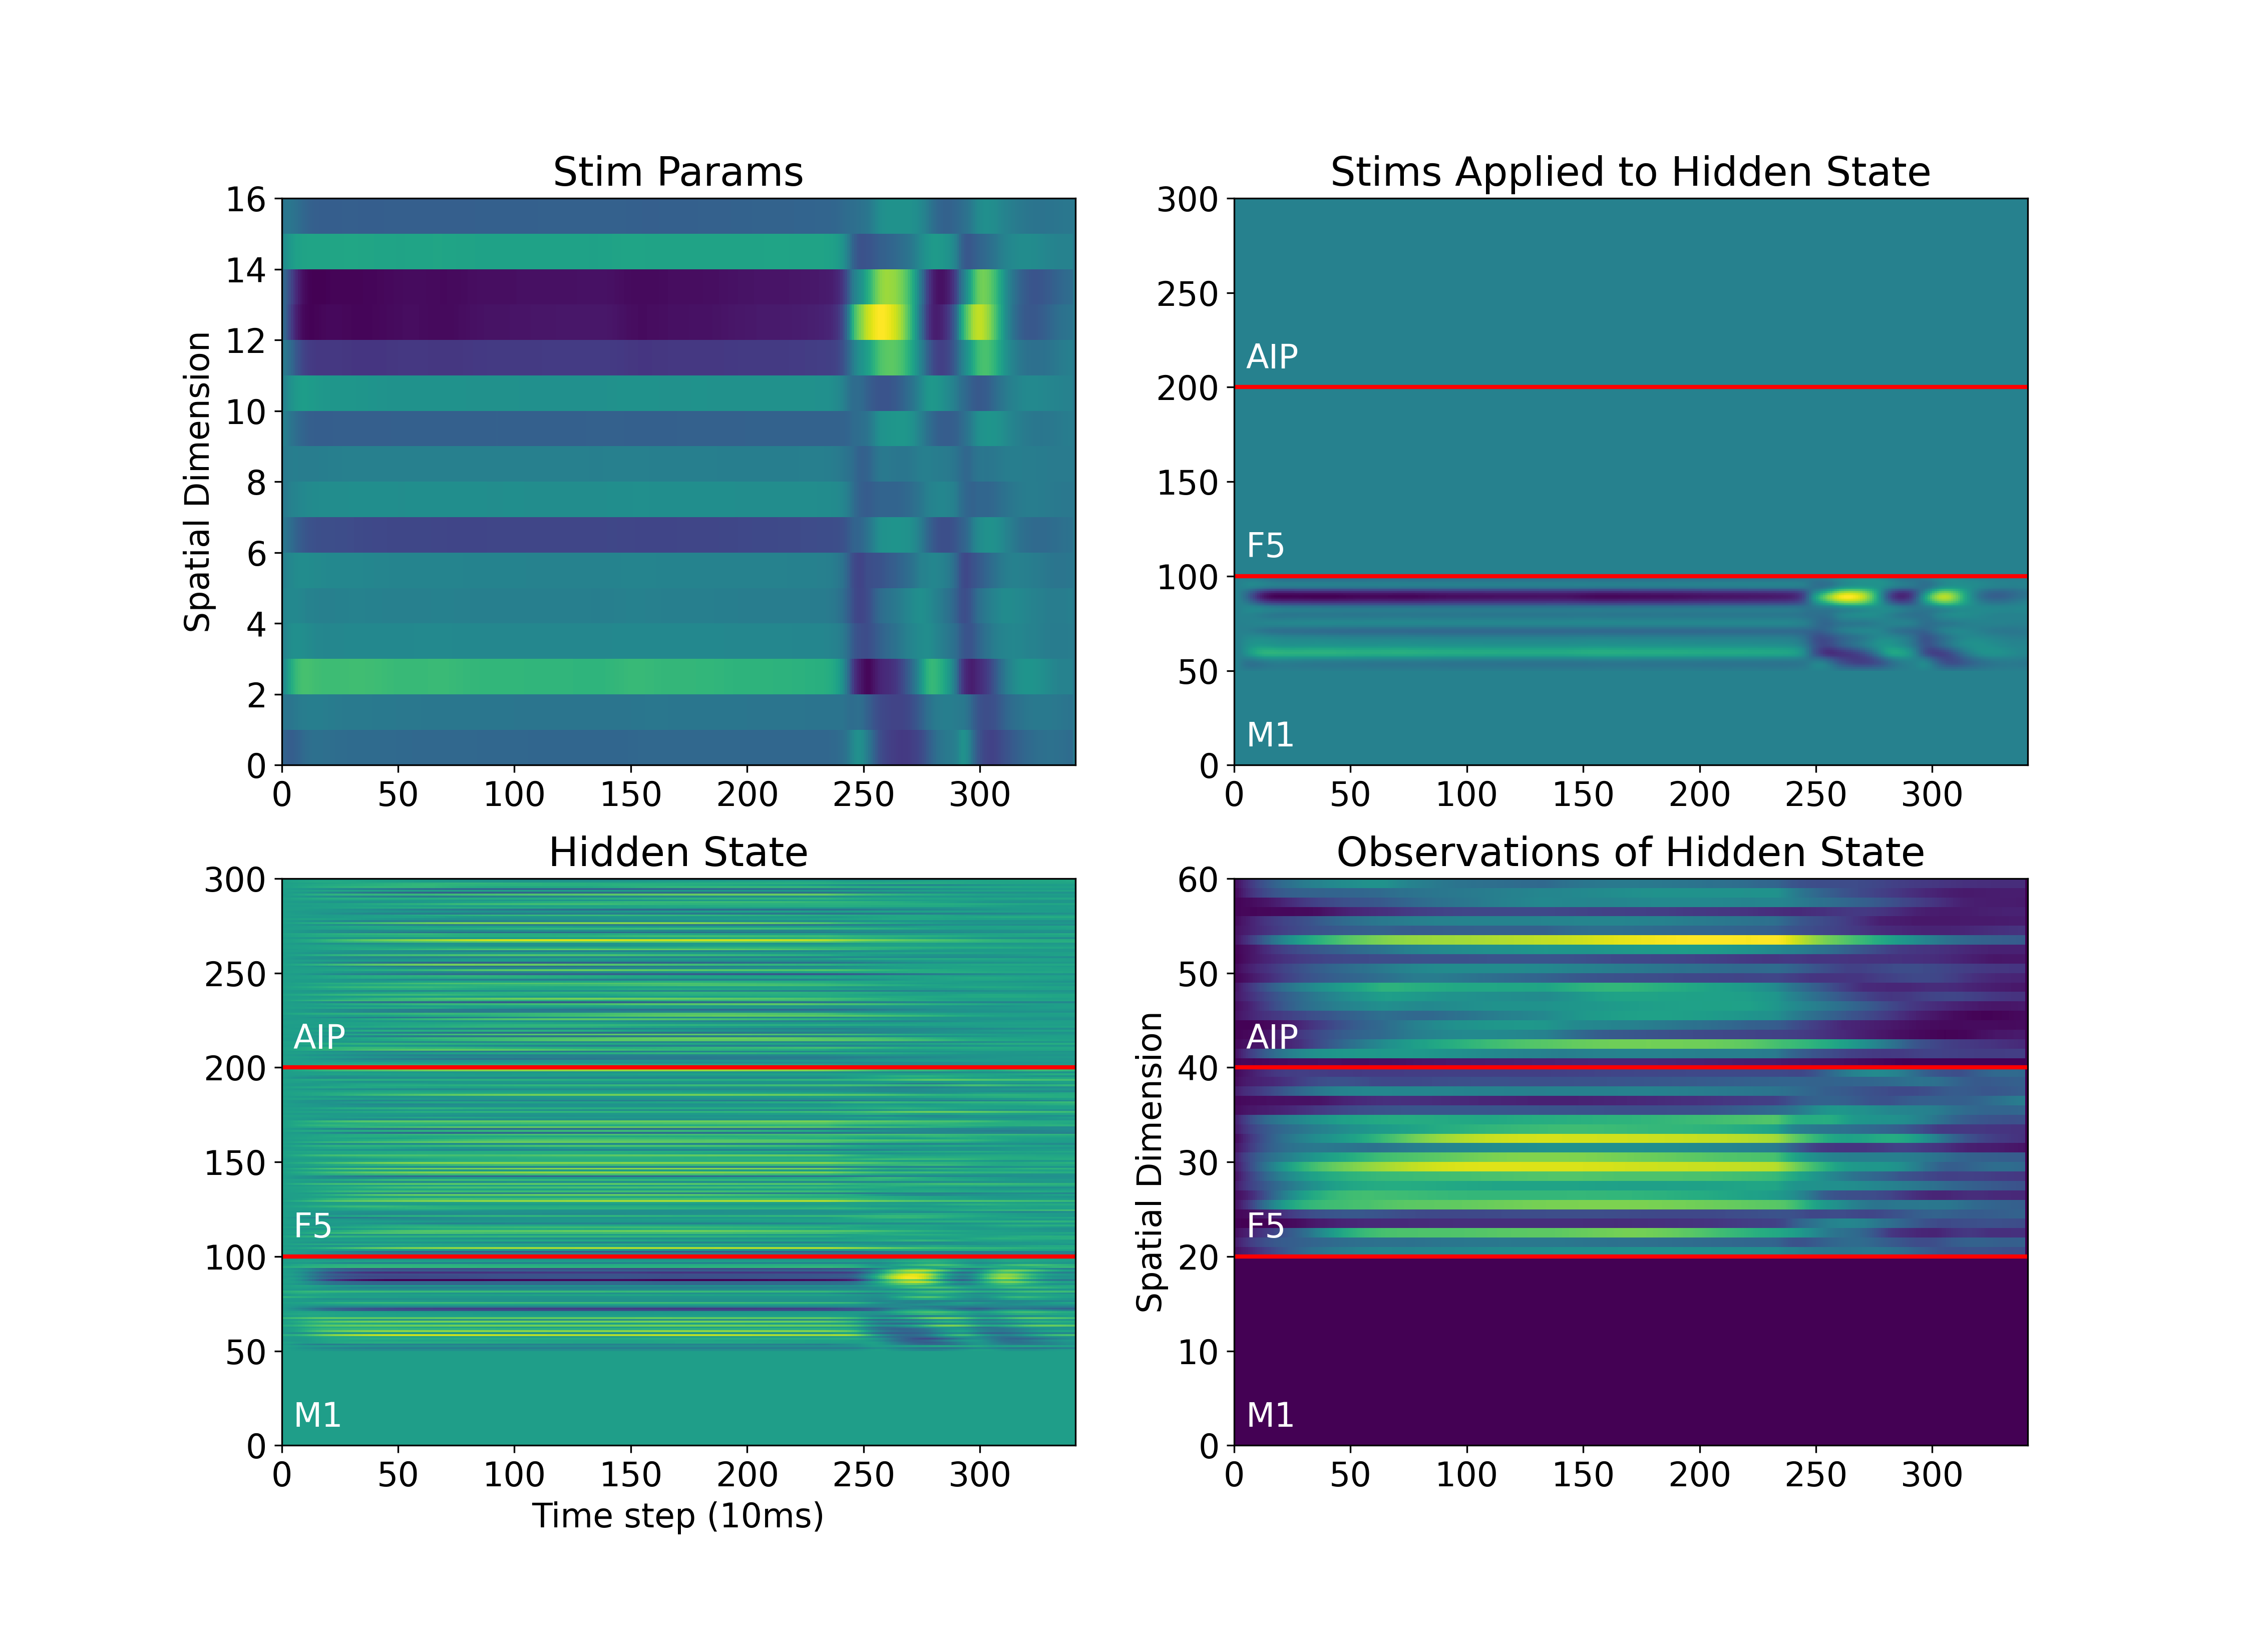 Stim Params
Spatial Dimension
16
14
12
10
8
6
4
2
0
0 50 100 150 200 250 300
Stims Applied to Hidden State
300
250
200
150
100
50
0
AIP
F5
M1
0 50 100 150 200 250 300
Hidden State
300
250
200
150
100
50
0
AIP
F5
M1
0 50 100 150 200 250 300
Time step (10ms)
Observations of Hidden State
Spatial Dimension
60
50
40
30
20
10
0
AIP
F5
M1
0 50 100 150 200 250 300